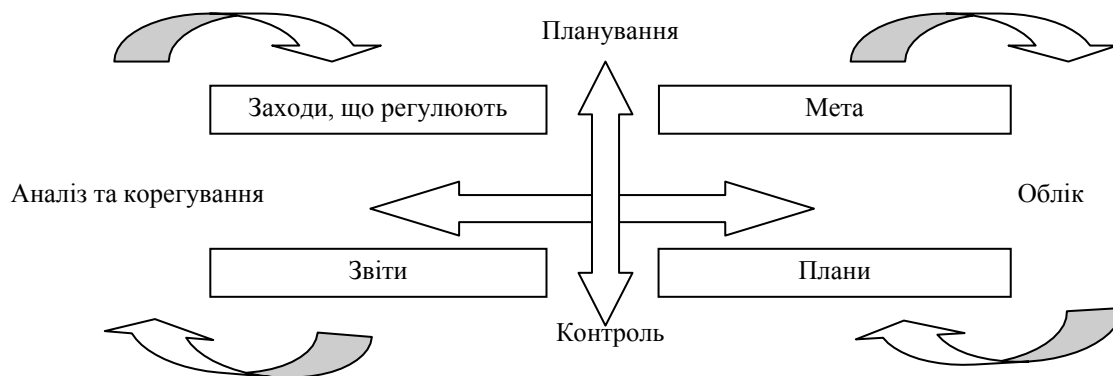 Планування
Заходи, що регулюють
Мета
Аналіз та корегування
Облік
Звіти
Плани
Контроль